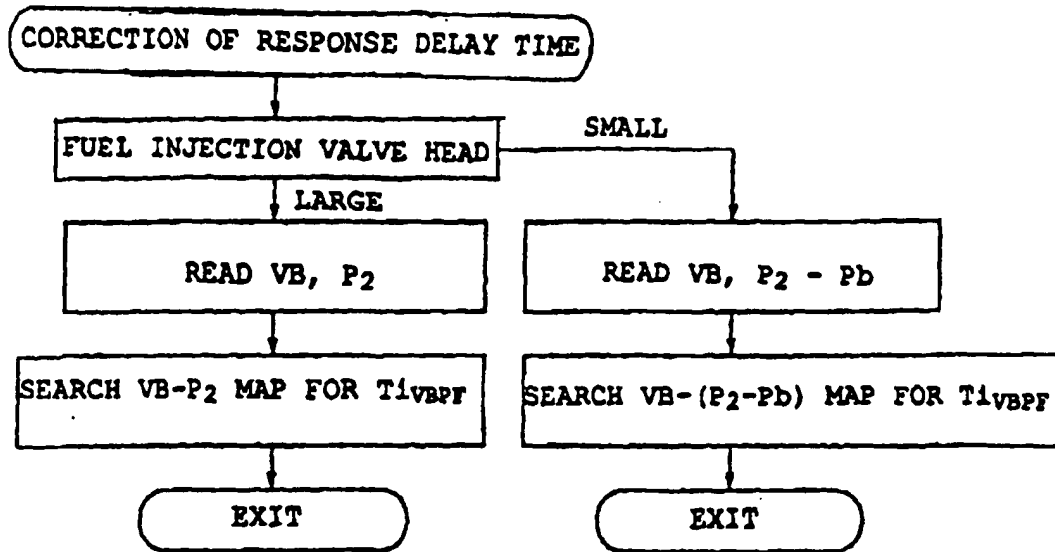 CORRECTION OF RESPONSE DELAY TIME
FUEL INJECTION VALVE HEAD
SMALL
LARGE
READ VB, P2
READ VB, P2 - Pb
SEARCH VB-P2 MAP FOR TiVBPF
SEARCH VB-(P2-Pb) MAP FOR TiVBPF
EXIT
EXIT